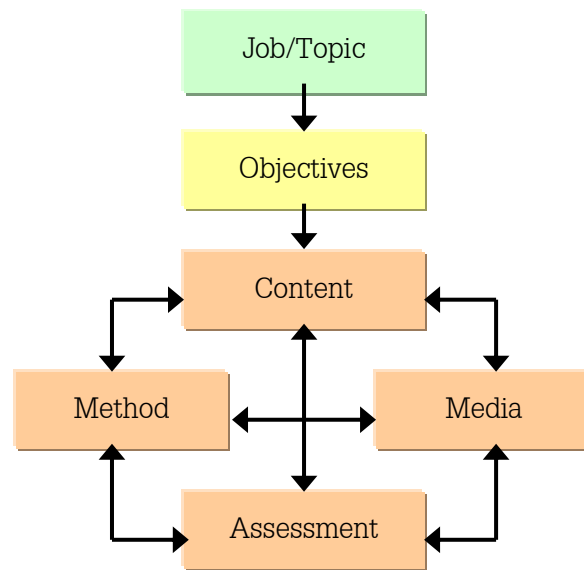 Job/Topic
Objectives
Content
Method
Media
Assessment